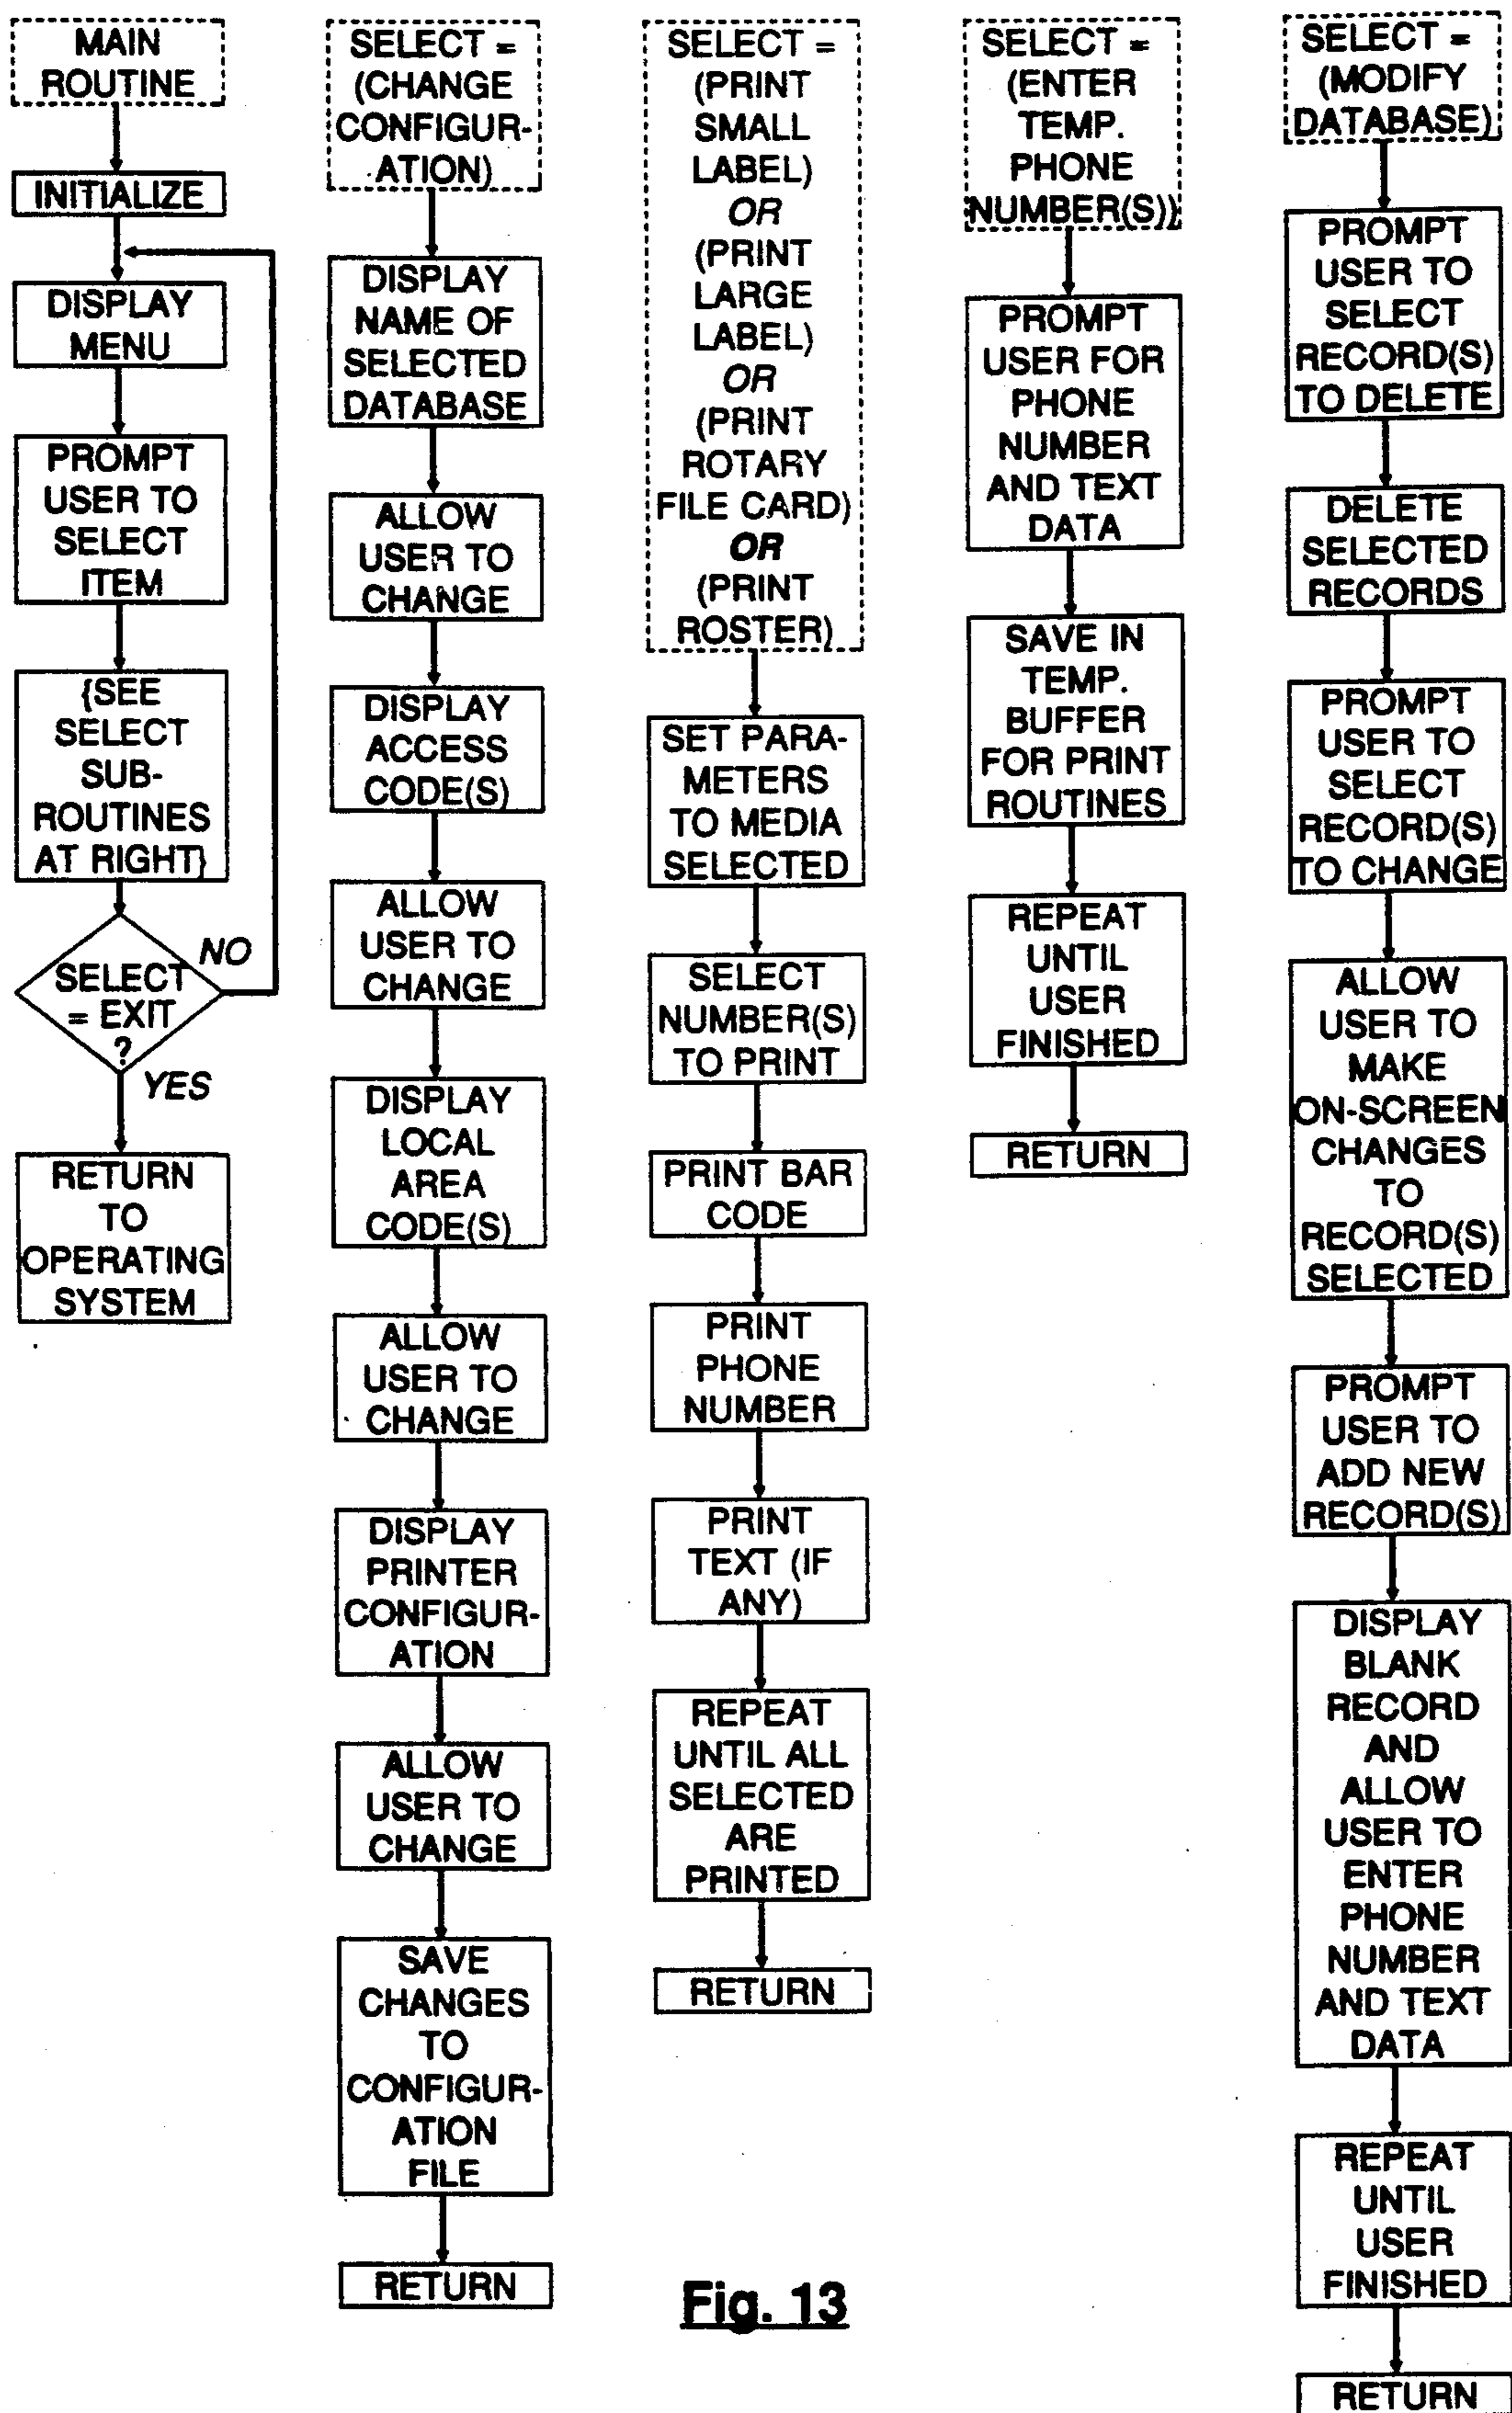 MAIN
ROUTINE
INITIALIZE
DISPLAY
MENU
PROMPT
USER TO
SELECT
ITEM
{SEE
SELECT
SUB-
ROUTINES
AT RIGHT}
SELECT
= EXIT
?
NO
YES
RETURN
TO
OPERATING
SYSTEM
SELECT =
(CHANGE
CONFIGUR-
ATION)
DISPLAY
NAME OF
SELECTED
DATABASE
ALLOW
USER TO
CHANGE
DISPLAY
ACCESS
CODE(S)
ALLOW
USER TO
CHANGE
DISPLAY
LOCAL
AREA
CODE(S)
ALLOW
USER TO
CHANGE
DISPLAY
PRINTER
CONFIGUR-
ATION
ALLOW
USER TO
CHANGE
SAVE
CHANGES
TO
CONFIGUR-
ATION
FILE
RETURN
SELECT =
(PRINT
SMALL
LABEL)
OR
(PRINT
LARGE
LABEL)
OR
(PRINT
ROTARY
FILE CARD)
OR
(PRINT
ROSTER)
SET PARA-
METERS
TO MEDIA
SELECTED
SELECT
NUMBER(S)
TO PRINT
PRINT BAR
CODE
PRINT
PHONE
NUMBER
PRINT
TEXT (IF
ANY)
REPEAT
UNTIL ALL
SELECTED
ARE
PRINTED
RETURN
SELECT =
(ENTER
TEMP.
PHONE
NUMBER(S))
PROMPT
USER FOR
PHONE
NUMBER
AND TEXT
DATA
SAVE IN
TEMP.
BUFFER
FOR PRINT
ROUTINES
REPEAT
UNTIL
USER
FINISHED
RETURN
SELECT =
(MODIFY
DATABASE)
PROMPT
USER TO
SELECT
RECORD(S)
TO DELETE
DELETE
SELECTED
RECORDS
PROMPT
USER TO
SELECT
RECORD(S)
TO CHANGE
ALLOW
USER TO
MAKE
ON-SCREEN
CHANGES
TO
RECORD(S)
SELECTED
PROMPT
USER TO
ADD NEW
RECORD(S)
DISPLAY
BLANK
RECORD
AND
ALLOW
USER TO
ENTER
PHONE
NUMBER
AND TEXT
DATA
REPEAT
UNTIL
USER
FINISHED
RETURN
Fig. 13